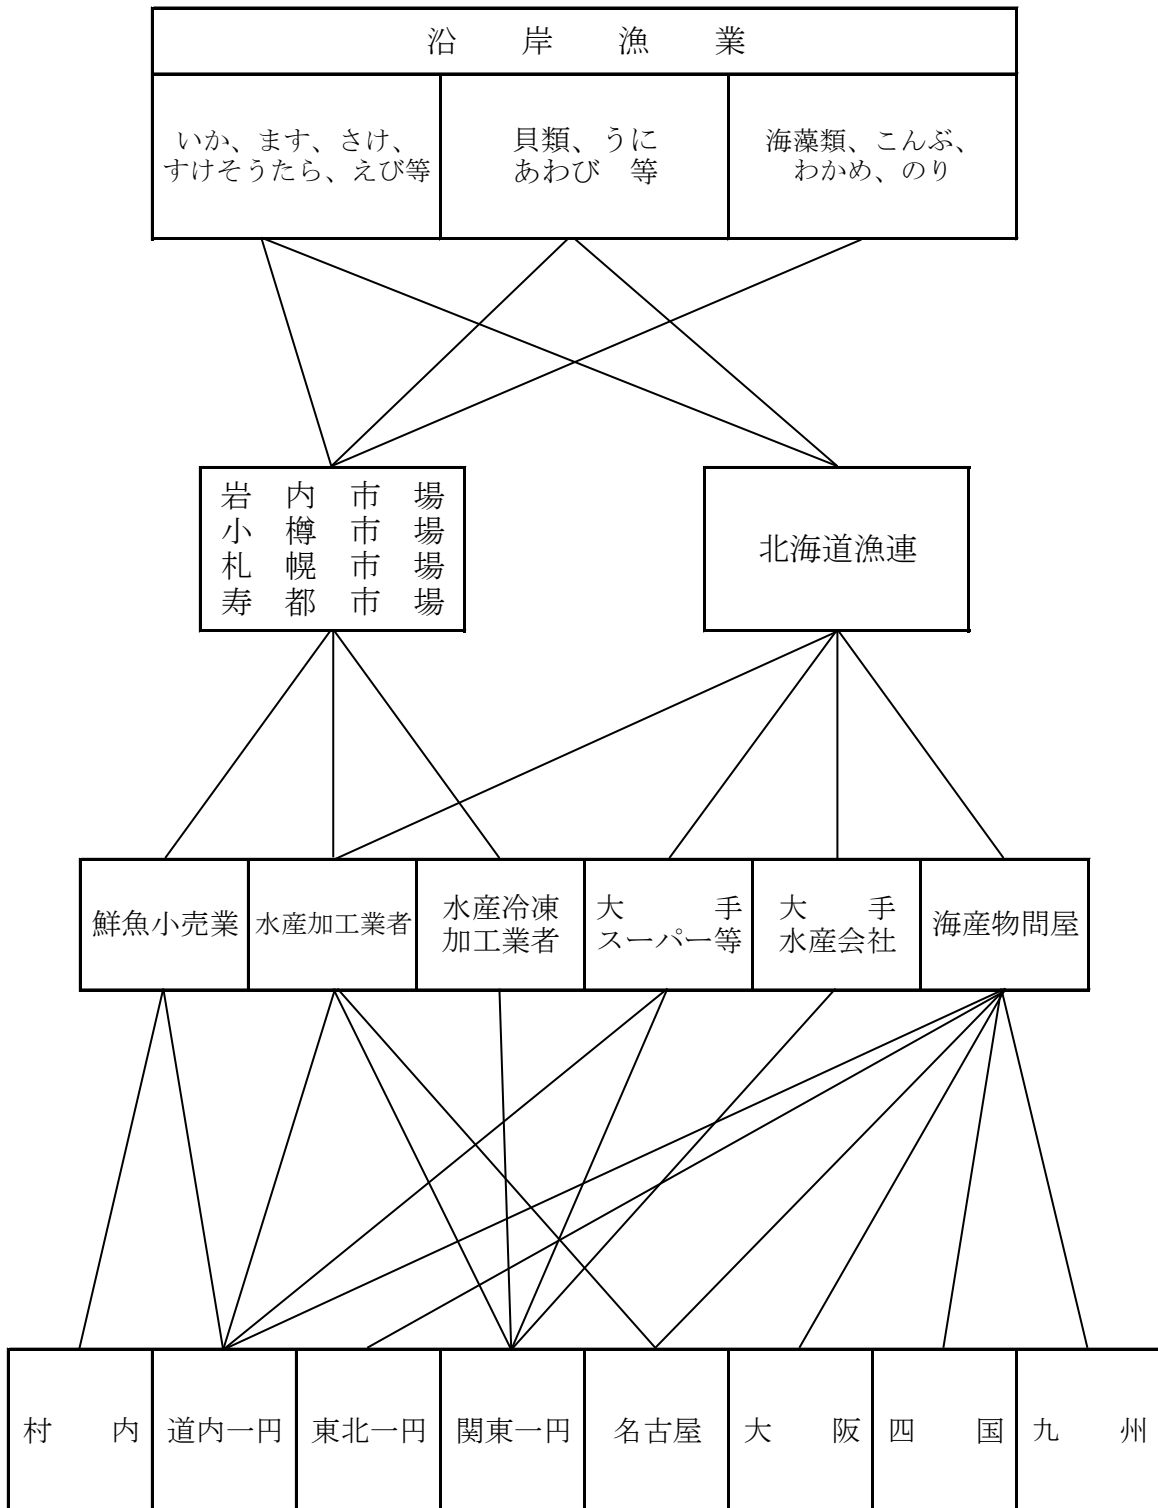 沿岸漁業
いか、ます、さけ、
すけそうたら、えび等
貝類、うに
あわび　等
海藻類、こんぶ、
わかめ、のり
岩内市場
小樽市場
札幌市場
寿都市場
北海道漁連
鮮魚小売業
水産加工業者
水産冷凍
加工業者
大手
スーパー等
大手
水産会社
海産物問屋
村内
道内一円
東北一円
関東一円
名古屋
大阪
四国
九州